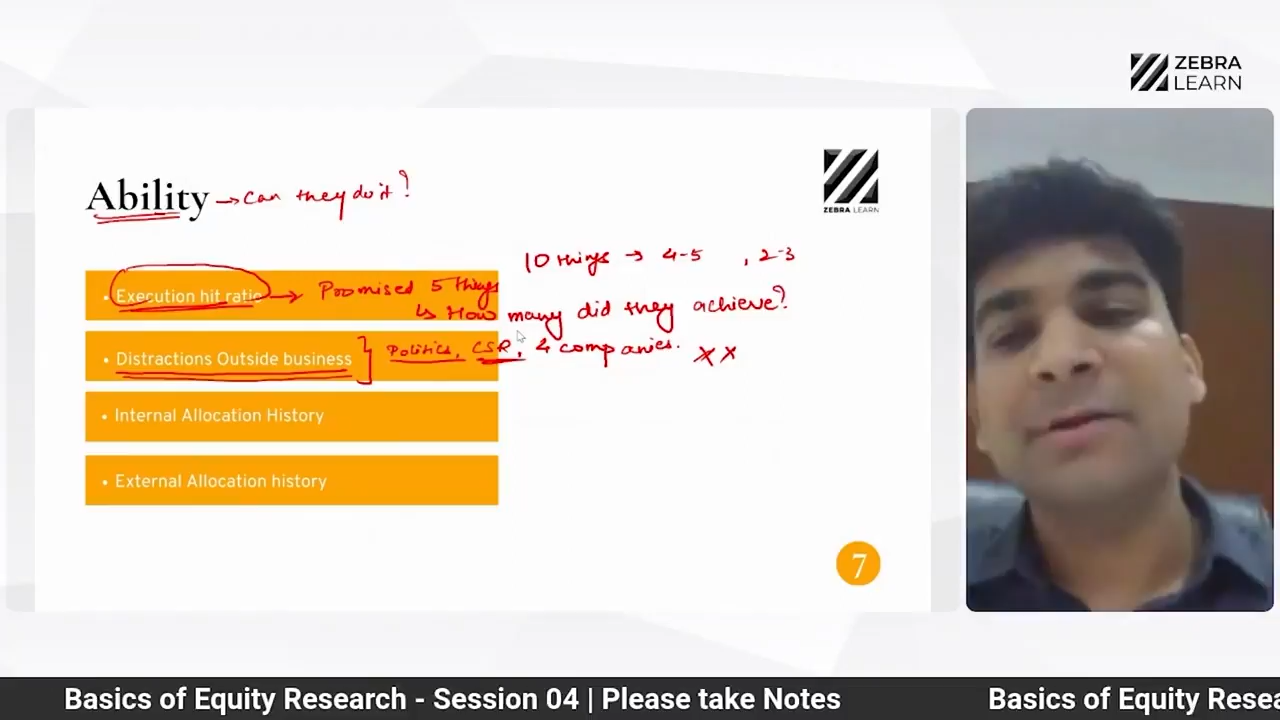 ZEBRA
LEARN
Ability → Can they do it?
ZEBRA LEARN
10 things → 4-5 , 2-3
• Execution hit ratio → Promised 5 things
↳ How many did they achieve?
• Distractions Outside business } Politics, CSR, 4 companies. X X
• Internal Allocation History
• External Allocation history
7
Basics of Equity Research - Session 04 | Please take Notes
Basics of Equity Resea